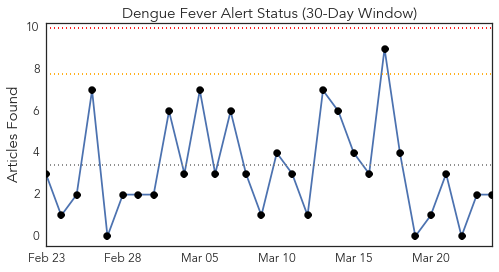 Dengue Fever Alert Status (30-Day Window)
Articles Found
8
6
4
2
0
10
Feb 23
Feb 28
Mar 05
Mar 10
Mar 15
Mar 20